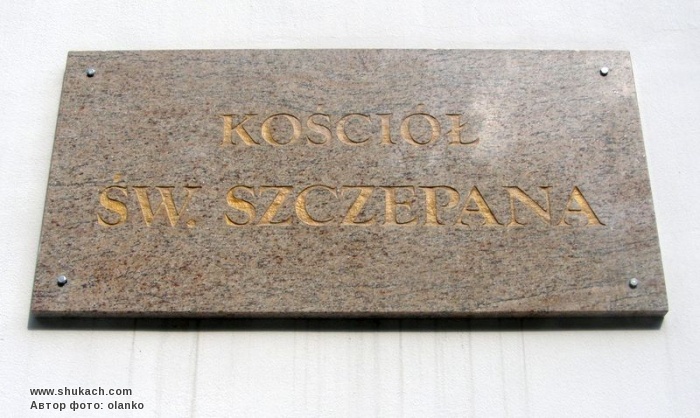 KOŚCIÓŁ
ŚW. SZCZEPANA
www.shukach.com
Автор фото: olanko